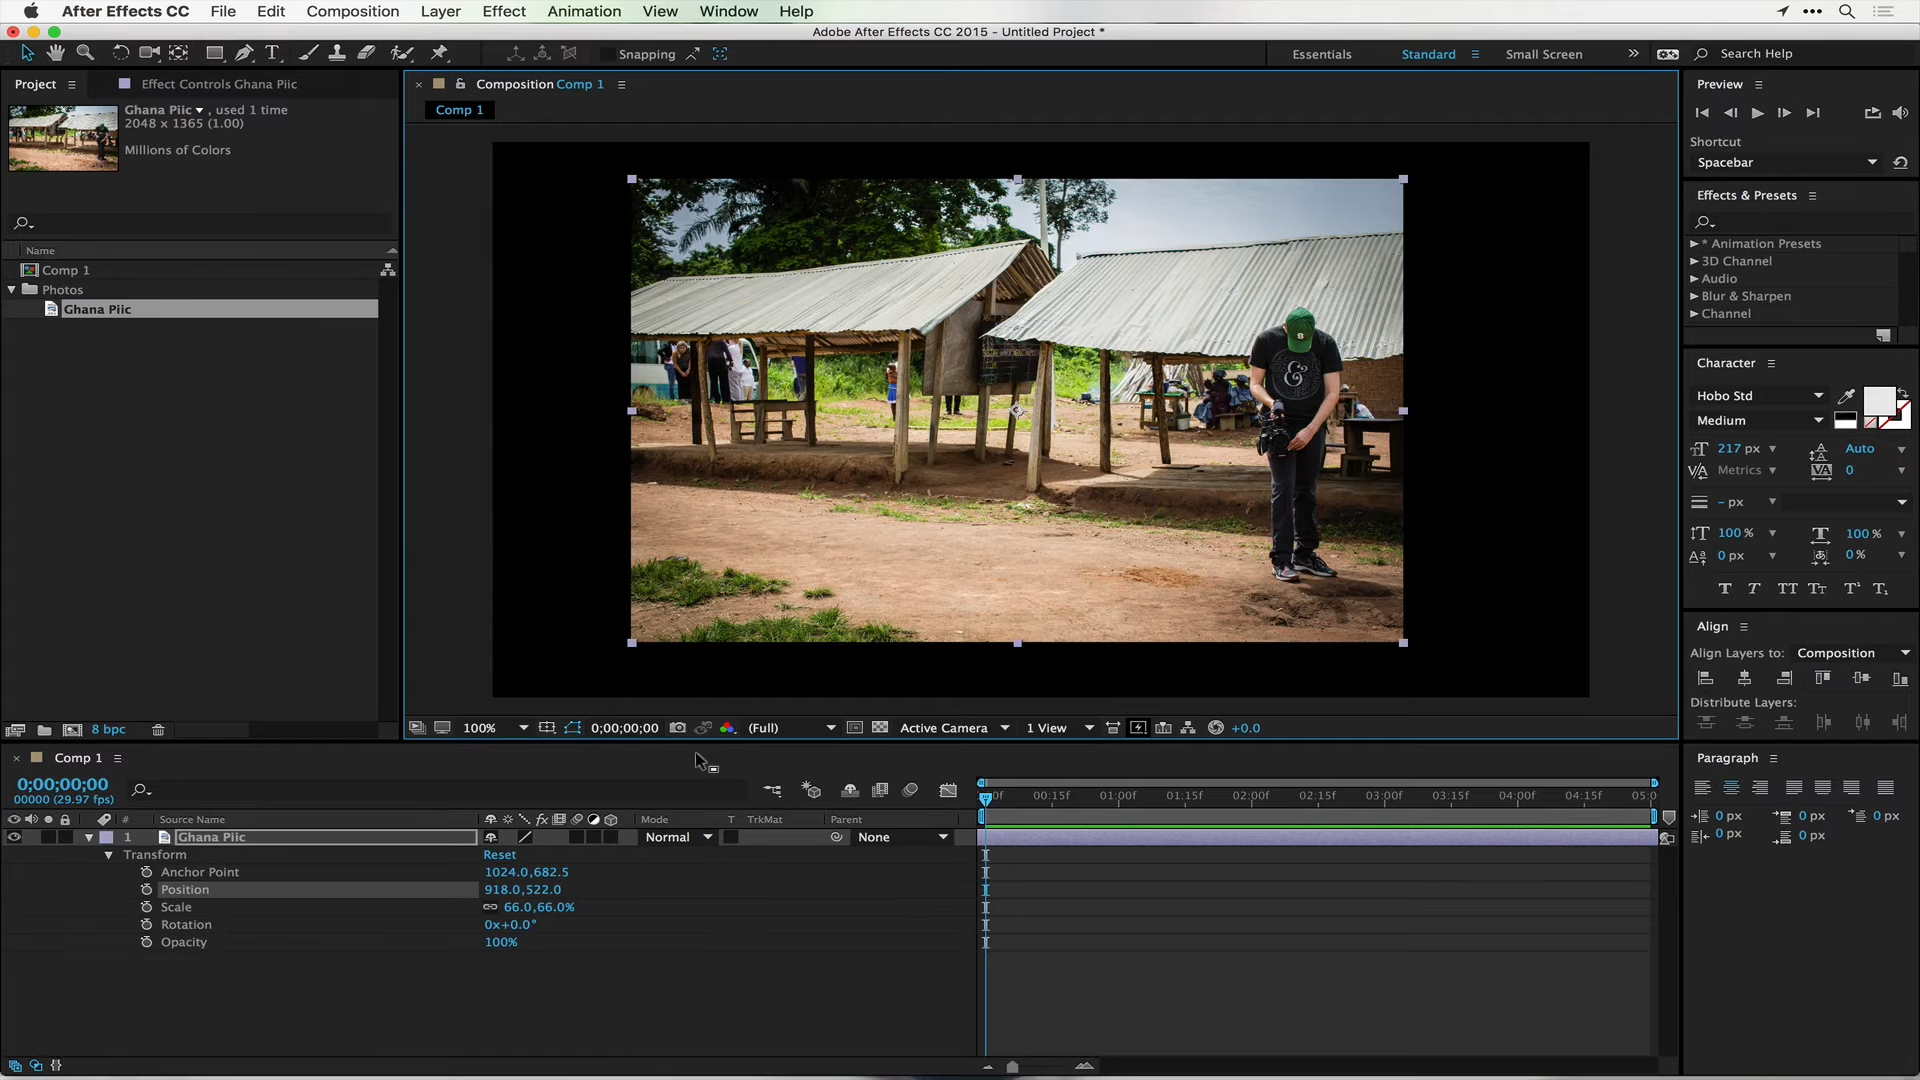 After Effects CC File Edit Composition Layer Effect Animation View Window Help
Adobe After Effects CC 2015 - Untitled Project *
Snapping
Essentials Standard Small Screen Search Help
Project Effect Controls Ghana Piic
Ghana Piic , used 1 time
2048 x 1365 (1.00)
Millions of Colors
Name
Comp 1
Photos
Ghana Piic
8 bpc
Composition Comp 1
Comp 1
100% 0;00;00;00 (Full) Active Camera 1 View +0.0
Preview
Shortcut
Spacebar
Effects & Presets
* Animation Presets
3D Channel
Audio
Blur & Sharpen
Channel
Character
Hobo Std
Medium
217 px Auto
Metrics 0
- px
100 % 100 %
0 px 0 %
T T TT Tt T¹ T₁
Align
Align Layers to: Composition
Distribute Layers:
Paragraph
0 px 0 px 0 px
0 px 0 px
Comp 1
0;00;00;00
00000 (29.97 fps)
0f 00:15f 01:00f 01:15f 02:00f 02:15f 03:00f 03:15f 04:00f 04:15f 05:0
# Source Name Mode T TrkMat Parent
1 Ghana Piic Normal None
Transform Reset
Anchor Point 1024.0,682.5
Position 918.0,522.0
Scale 66.0,66.0%
Rotation 0x+0.0°
Opacity 100%